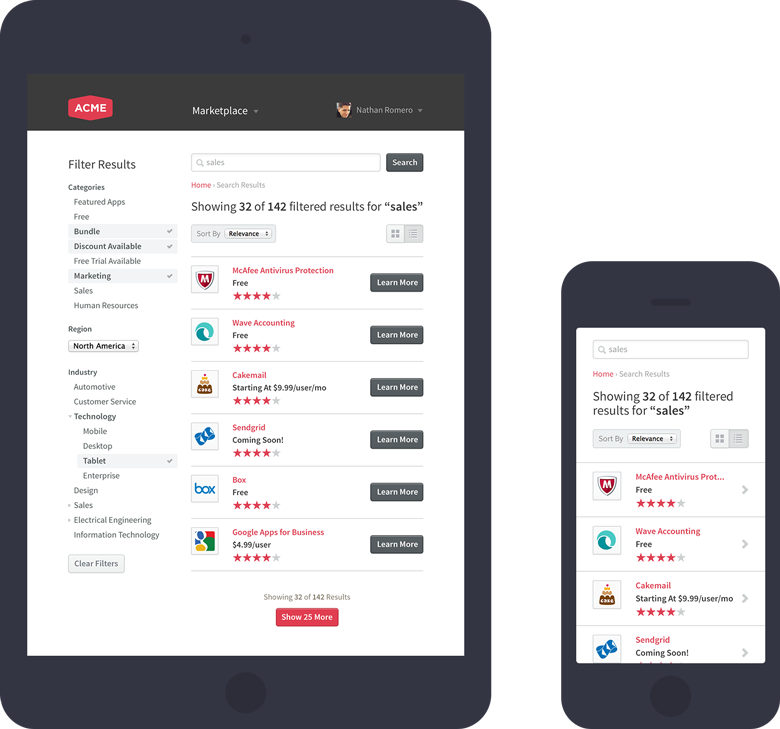 ACME
Marketplace
Nathan Romero
Filter Results
Categories
Featured Apps
Free
Bundle
Discount Available
Free Trial Available
Marketing
Sales
Human Resources
Region
North America
Industry
Automotive
Customer Service
Technology
Mobile
Desktop
Tablet
Enterprise
Design
Sales
Electrical Engineering
Information Technology
Clear Filters
sales
Search
Home › Search Results
Showing 32 of 142 filtered results for “sales”
Sort By Relevance
McAfee Antivirus Protection
Free
Learn More
Wave Accounting
Free
Learn More
CAKE
Cakemail
Starting At $9.99/user/mo
Learn More
Sendgrid
Coming Soon!
Learn More
box
Box
Free
Learn More
Google Apps for Business
$4.99/user
Learn More
Showing 32 of 142 Results
Show 25 More
sales
Home › Search Results
Showing 32 of 142 filtered
results for “sales”
Sort By Relevance
McAfee Antivirus Prot...
Free
Wave Accounting
Free
CAKE
Cakemail
Starting At $9.99/user/mo
Sendgrid
Coming Soon!